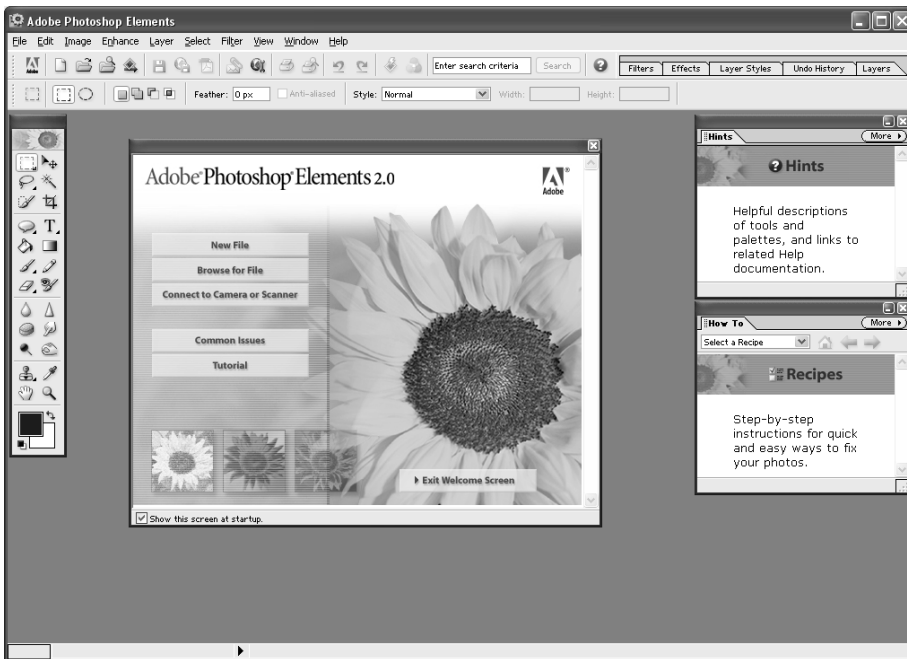 Adobe Photoshop Elements
File Edit Image Enhance Layer Select Filter View Window Help
Enter search criteria Search Filters Effects Layer Styles Undo History Layers
Feather: 0 px Anti-aliased Style: Normal Width: Height:
Hints More
Hints
Helpful descriptions
of tools and
palettes, and links to
related Help
documentation.
How To More
Select a Recipe
Recipes
Step-by-step
instructions for quick
and easy ways to fix
your photos.
Adobe® Photoshop® Elements 2.0
Adobe
New File
Browse for File
Connect to Camera or Scanner
Common Issues
Tutorial
Exit Welcome Screen
Show this screen at startup.